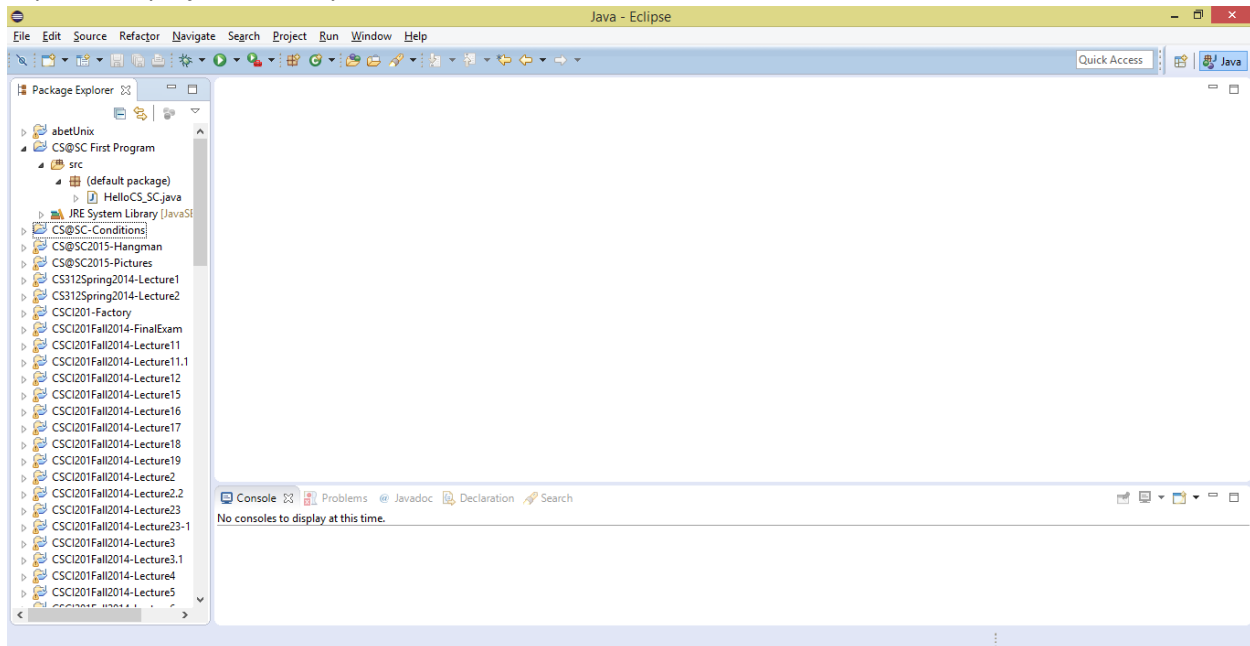 Java - Eclipse
File Edit Source Refactor Navigate Search Project Run Window Help
Quick Access
Java
Package Explorer
abetUnix
CS@SC First Program
src
(default package)
HelloCS_SC.java
JRE System Library [JavaSE
CS@SC-Conditions
CS@SC2015-Hangman
CS@SC2015-Pictures
CS312Spring2014-Lecture1
CS312Spring2014-Lecture2
CSCI201-Factory
CSCI201Fall2014-FinalExam
CSCI201Fall2014-Lecture11
CSCI201Fall2014-Lecture11.1
CSCI201Fall2014-Lecture12
CSCI201Fall2014-Lecture15
CSCI201Fall2014-Lecture16
CSCI201Fall2014-Lecture17
CSCI201Fall2014-Lecture18
CSCI201Fall2014-Lecture19
CSCI201Fall2014-Lecture2
CSCI201Fall2014-Lecture2.2
CSCI201Fall2014-Lecture23
CSCI201Fall2014-Lecture23-1
CSCI201Fall2014-Lecture3
CSCI201Fall2014-Lecture3.1
CSCI201Fall2014-Lecture4
CSCI201Fall2014-Lecture5
Console Problems @ Javadoc Declaration Search
No consoles to display at this time.